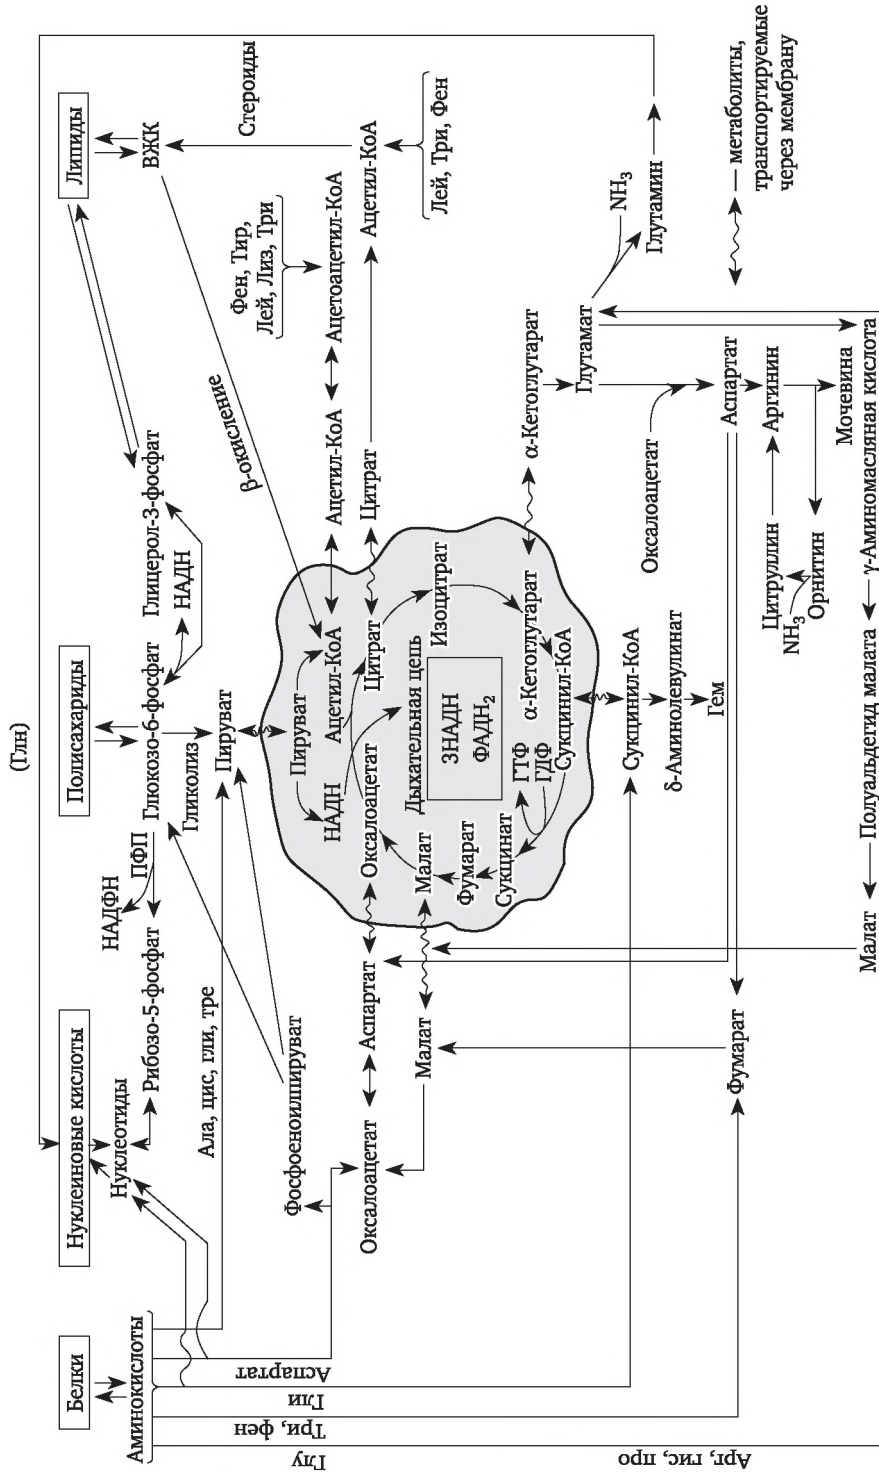 (Глн)
Белки
Нуклеиновые кислоты
Полисахариды
Липиды
Аминокислоты
Нуклеотиды
Рибозо-5-фосфат
НАДФН
ПФП
Глюкозо-6-фосфат
НАДН
Глицерол-3-фосфат
ВЖК
Гликолиз
Ала, цис, гли, тре
Пируват
β-окисление
Стероиды
Фосфоенолпируват
Фен, Тир,
Лей, Лиз, Три
Пируват
НАДН
Ацетил-КоА
Ацетил-КоА
Ацетоацетил-КоА
Оксалоацетат
Аспартат
Оксалоацетат
Цитрат
Цитрат
Ацетил-КоА
Лей, Три, Фен
Дыхательная цепь
3НАДН
ФАДН₂
Малат
Малат
Изоцитрат
Фумарат
Сукцинат
ГТФ
ГДФ
Сукцинил-КоА
α-Кетоглутарат
α-Кетоглутарат
Глутамат
NH₃
Глутамин
Сукцинил-КоА
δ-Аминолевулинат
Гем
Оксалоацетат
Аспартат
Аргинин
Мочевина
Цитруллин
NH₃
Орнитин
Фумарат
Малат
Полуальдегид малата
γ-Аминомасляная кислота
Аспартат
Гли
Три, фен
Глу
Арг, гис, про
— метаболиты,
транспортируемые
через мембрану